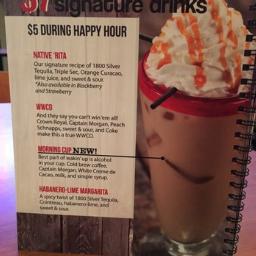 $7 signature drinks
$5 DURING HAPPY HOUR
NATIVE 'RITA
Our signature recipe of 1800 Silver
Tequila, Triple Sec, Orange Curacao,
lime juice, and sweet & sour.
*Also available in Blackberry
and Strawberry
WWCD
And they say you can't win 'em all!
Crown Royal, Captain Morgan, Peach
Schnapps, sweet & sour, and Coke
make this a true WWCD.
MORNING CUP NEW!
Best part of wakin' up is alcohol
in your cup. Cold brew coffee,
Captain Morgan, White Creme de
Cacao, milk, and simple syrup.
HABANERO-LIME MARGARITA
A spicy twist of 1800 Silver Tequila,
Cointreau, habanero-lime, and
sweet & sour.